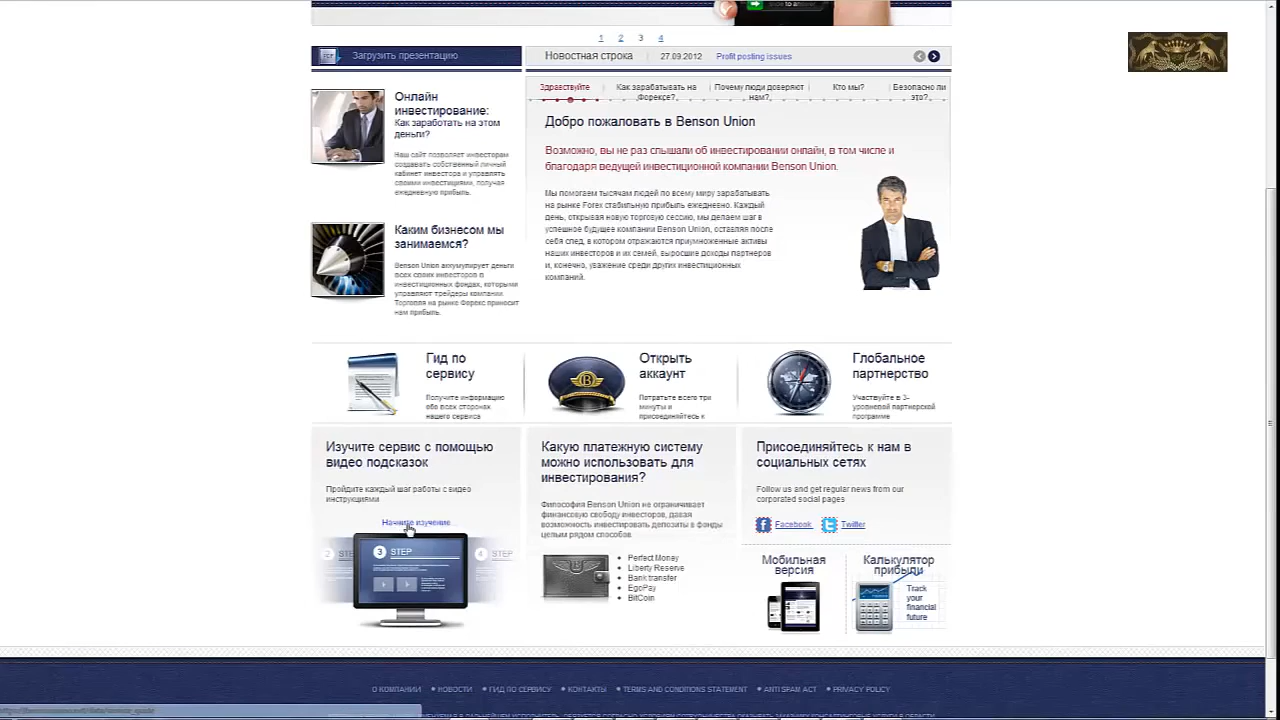 1 2 3 4
Загрузить презентацию
Новостная строка
27.09.2012
Profit posting issues
Онлайн
инвестирование:
Как заработать на этом
деньги?
Наш сайт позволяет инвесторам
создавать собственный личный
кабинет инвестора и управлять
своими инвестициями, получая
ежедневную прибыль.
Каким бизнесом мы
занимаемся?
Benson Union аккумулирует деньги
всех своих инвесторов в
инвестиционных фондах, которыми
управляют трейдеры компании.
Торговля на рынке Форекс приносит
нам прибыль.
Здравствуйте
Как зарабатывать на
Форексе?
Почему люди доверяют
нам?
Кто мы?
Безопасно ли
это?
Добро пожаловать в Benson Union
Возможно, вы не раз слышали об инвестировании онлайн, в том числе и
благодаря ведущей инвестиционной компании Benson Union.
Мы помогаем тысячам людей по всему миру зарабатывать
на рынке Forex стабильную прибыль ежедневно. Каждый
день, открывая новую торговую сессию, мы делаем шаг в
успешное будущее компании Benson Union, оставляя после
себя след, в котором отражаются приумноженные активы
наших инвесторов и их семей, выросшие доходы партнеров
и, конечно, уважение среди других инвестиционных
компаний.
Гид по
сервису
Получите информацию
обо всех сторонах
нашего сервиса
Открыть
аккаунт
Потратьте всего три
минуты и
присоединяйтесь к
Глобальное
партнерство
Участвуйте в 3-
уровневой партнерской
программе
Изучите сервис с помощью
видео подсказок
Пройдите каждый шаг работы с видео
инструкциями
Начните изучение
2 STE
3 STEP
4 STEP
Какую платежную систему
можно использовать для
инвестирования?
Философия Benson Union не ограничивает
финансовую свободу инвесторов, давая
возможность инвестировать депозиты в фонды
целым рядом способов.
Perfect Money
Liberty Reserve
Bank transfer
EgoPay
BitCoin
Присоединяйтесь к нам в
социальных сетях
Follow us and get regular news from our
corporated social pages
Facebook
Twitter
Мобильная
версия
Калькулятор
прибыли
Track
your
financial
future
О КОМПАНИИ НОВОСТИ ГИД ПО СЕРВИСУ КОНТАКТЫ TERMS AND CONDITIONS STATEMENT ANTI SPAM ACT PRIVACY POLICY